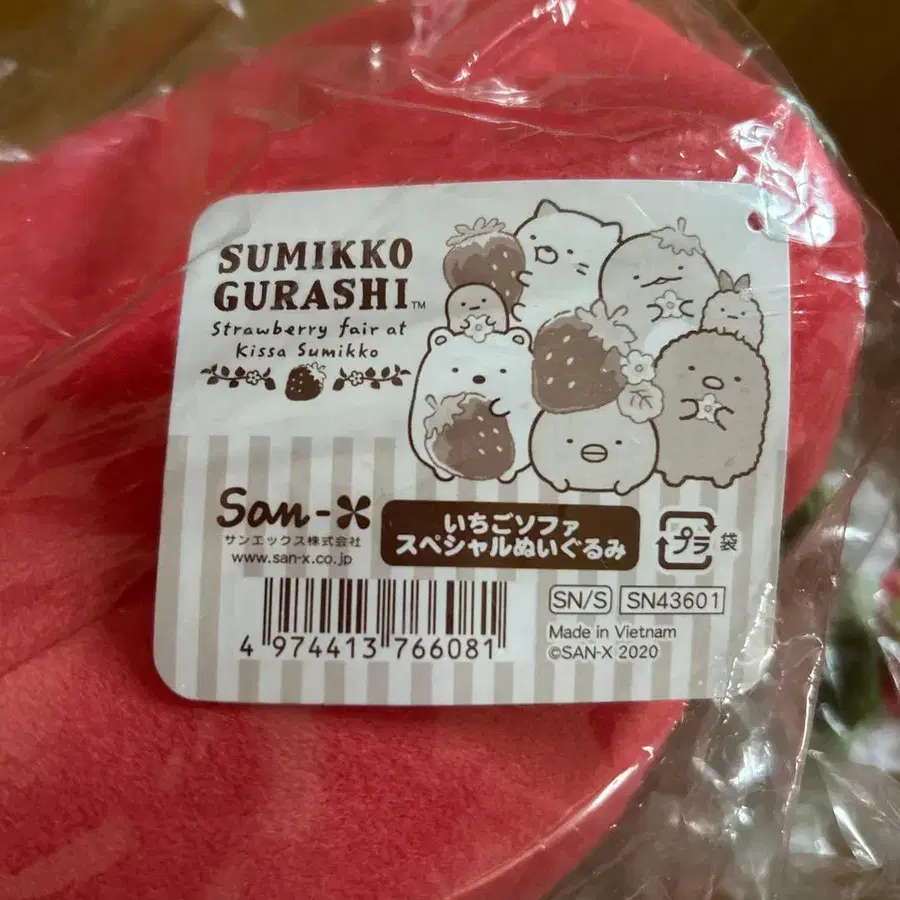 SUMIKKO
GURASHI™
Strawberry fair at
Kissa Sumikko
San-X
サンエックス株式会社
www.san-x.co.jp
いちごソファ
スペシャルぬいぐるみ
プラ 袋
SN/S SN43601
Made in Vietnam
©SAN-X 2020
4 974413 766081